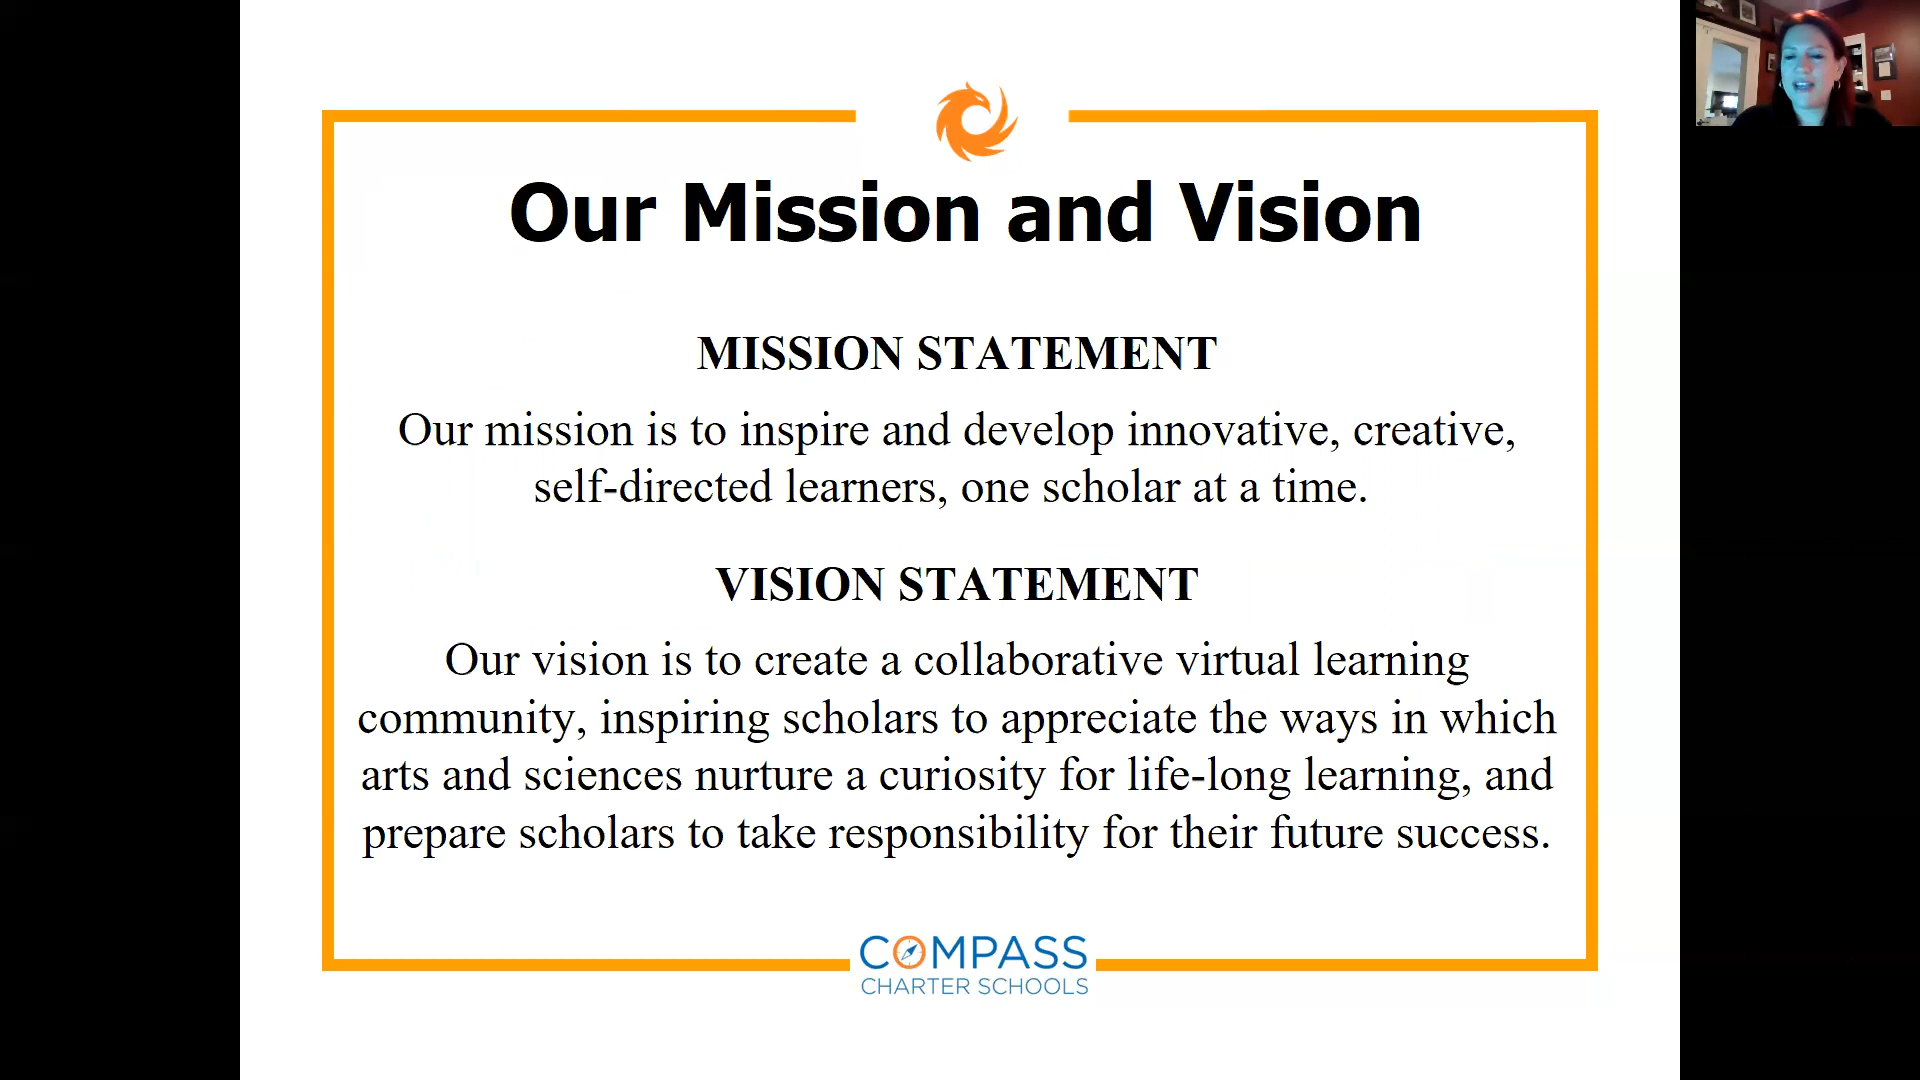 Our Mission and Vision
MISSION STATEMENT
Our mission is to inspire and develop innovative, creative,
self-directed learners, one scholar at a time.
VISION STATEMENT
Our vision is to create a collaborative virtual learning
community, inspiring scholars to appreciate the ways in which
arts and sciences nurture a curiosity for life-long learning, and
prepare scholars to take responsibility for their future success.
COMPASS
CHARTER SCHOOLS